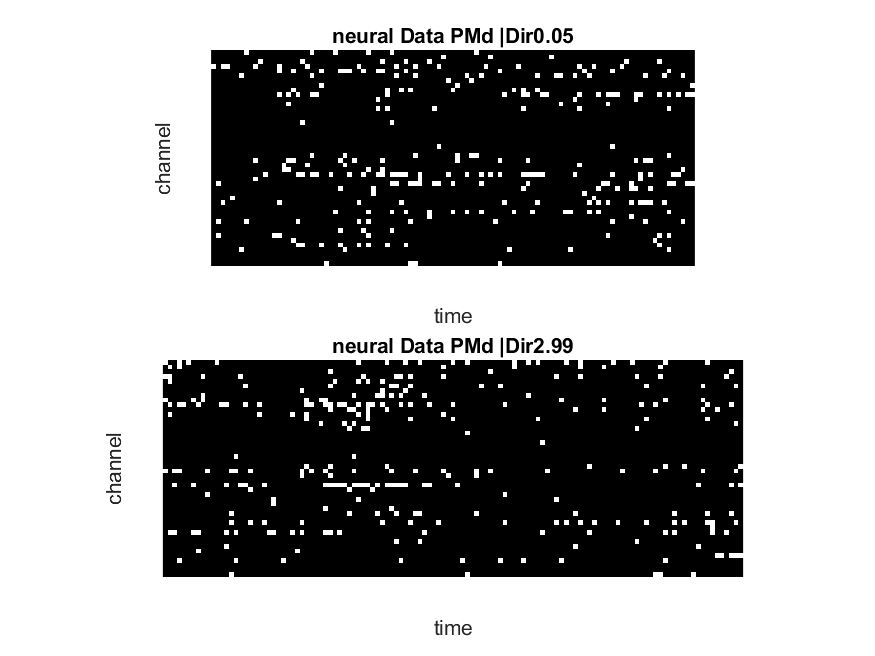 neural Data PMd |Dir0.05
channel
time
neural Data PMd |Dir2.99
channel
time